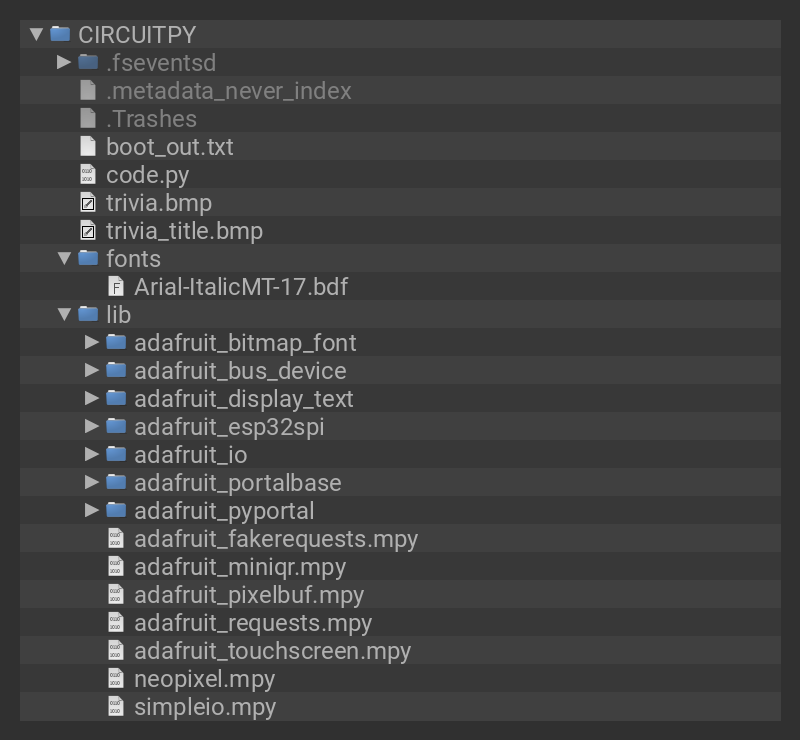 CIRCUITPY
.fseventsd
.metadata_never_index
.Trashes
boot_out.txt
code.py
trivia.bmp
trivia_title.bmp
fonts
Arial-ItalicMT-17.bdf
lib
adafruit_bitmap_font
adafruit_bus_device
adafruit_display_text
adafruit_esp32spi
adafruit_io
adafruit_portalbase
adafruit_pyportal
adafruit_fakerequests.mpy
adafruit_miniqr.mpy
adafruit_pixelbuf.mpy
adafruit_requests.mpy
adafruit_touchscreen.mpy
neopixel.mpy
simpleio.mpy